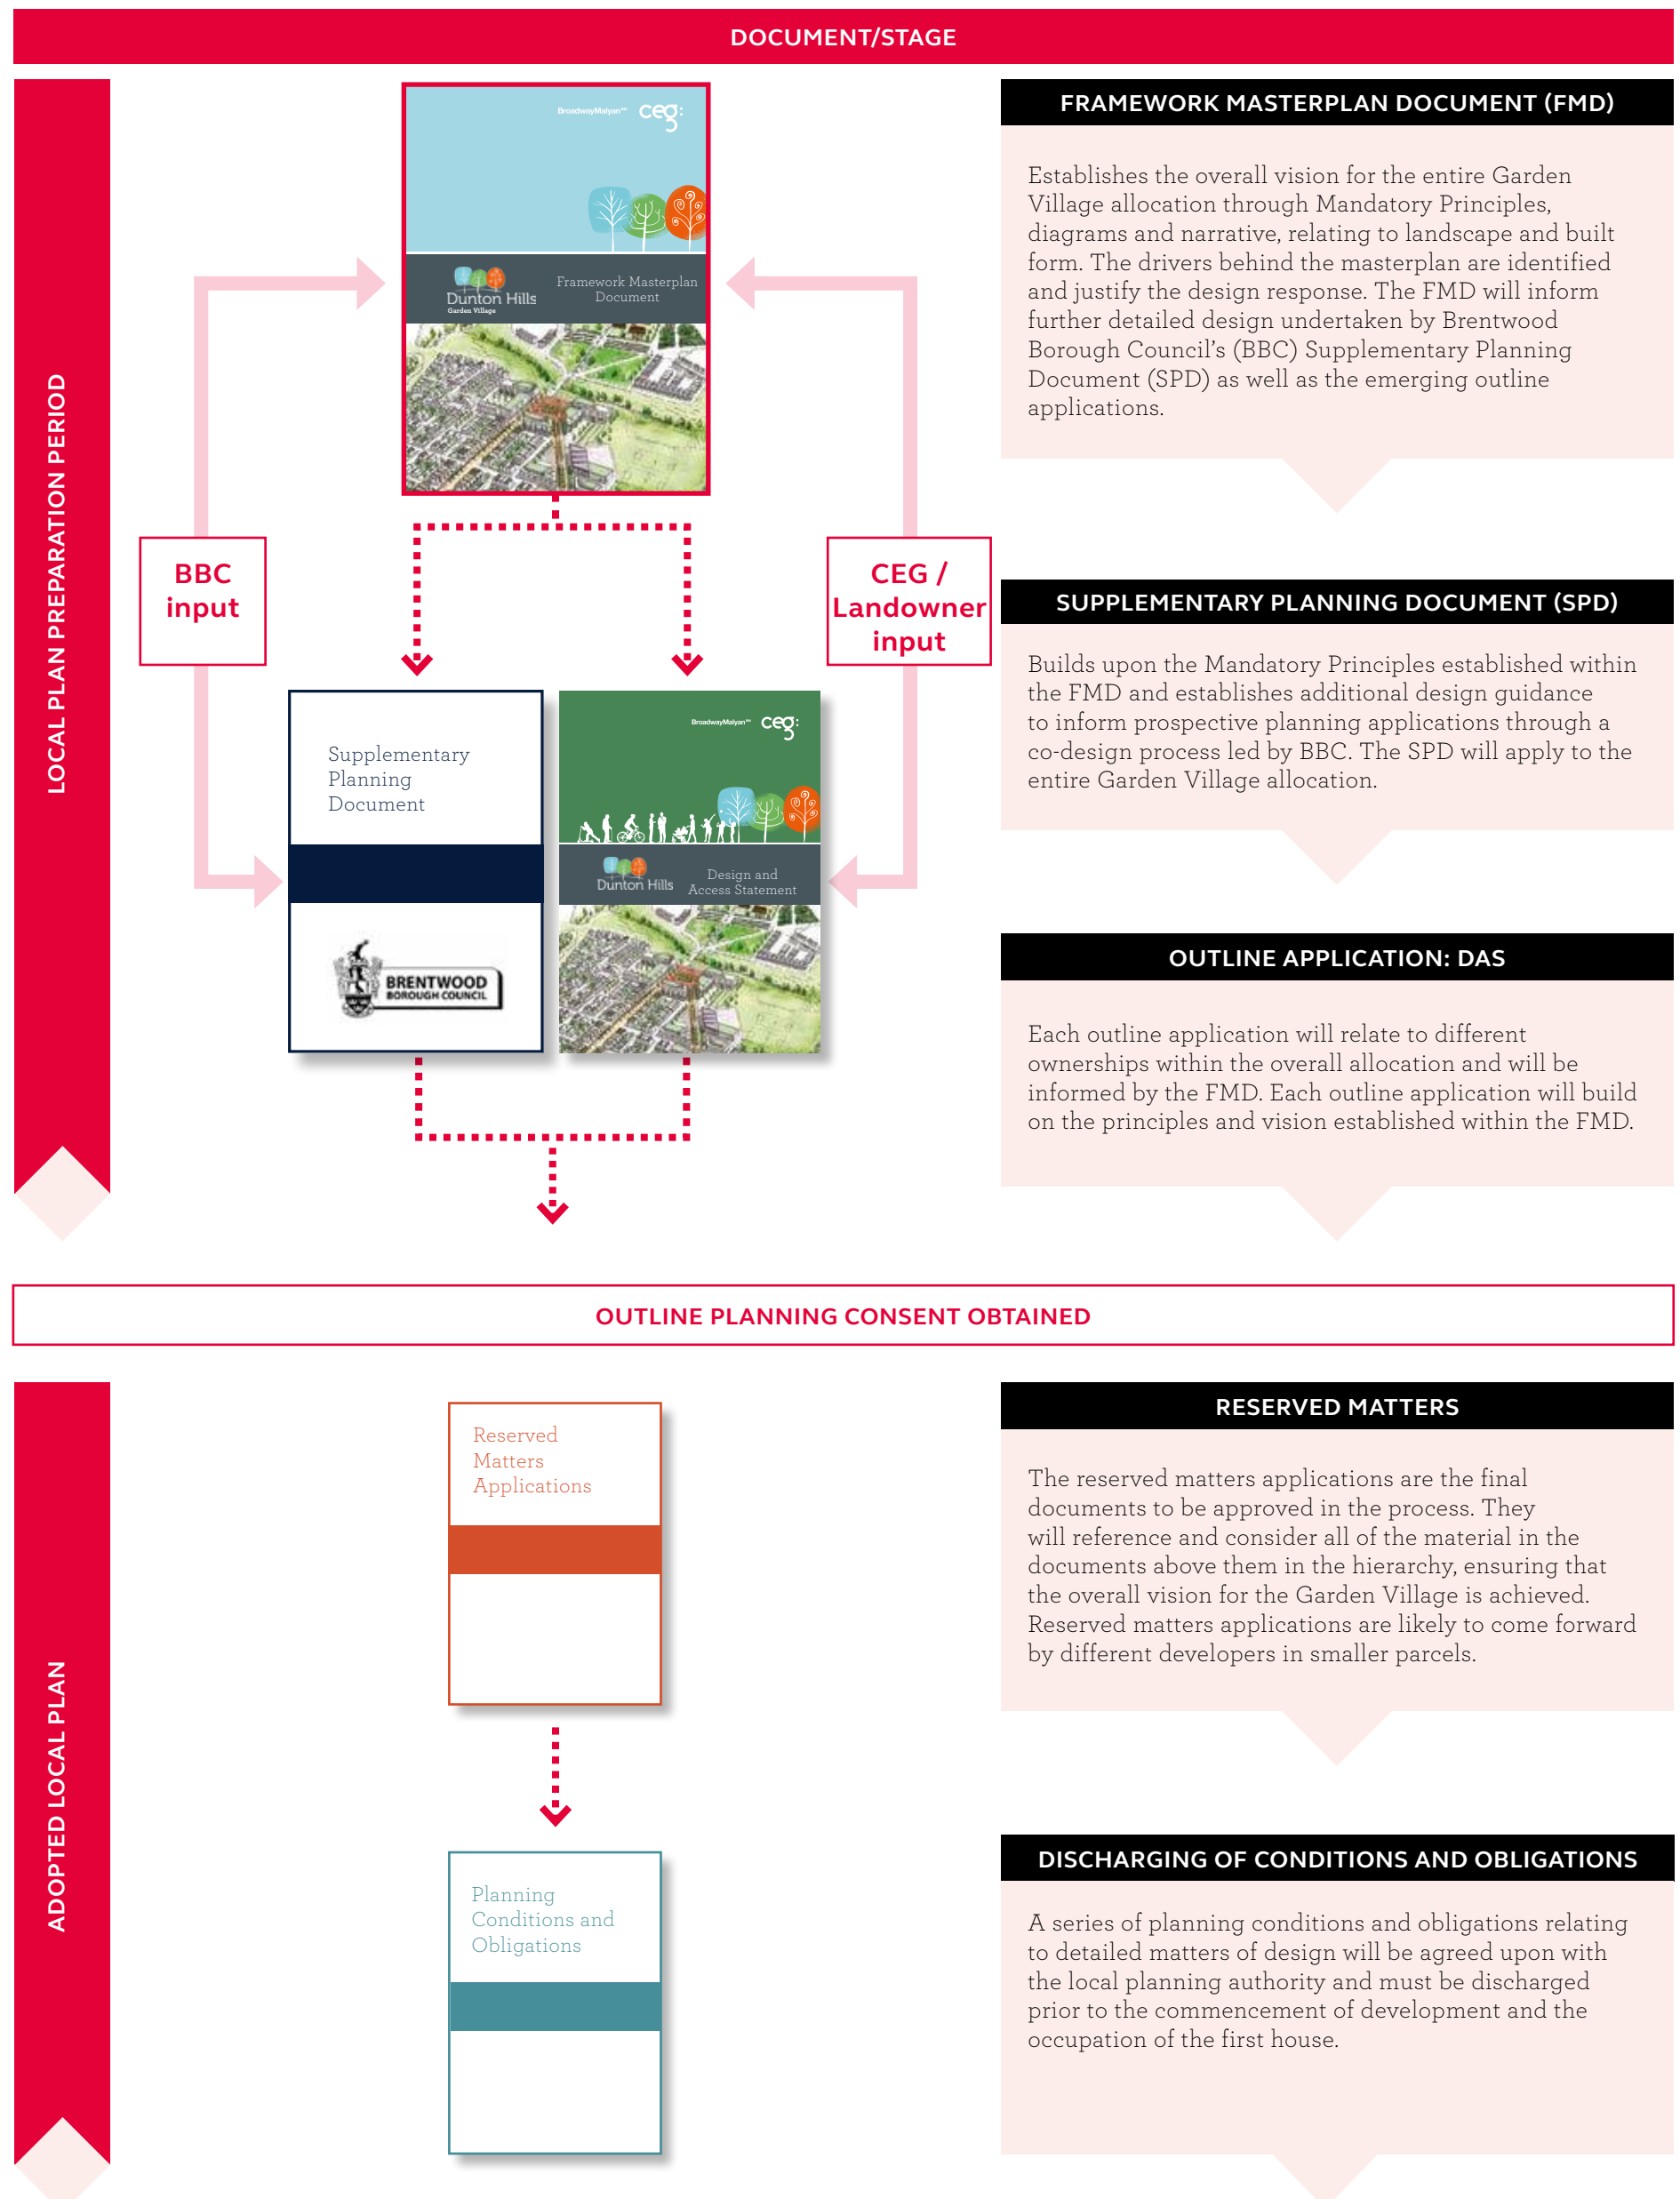 DOCUMENT/STAGE
LOCAL PLAN PREPARATION PERIOD
BroadwayMalyan™ ceg:
Dunton Hills
Garden Village
Framework Masterplan
Document
BBC
input
CEG /
Landowner
input
Supplementary
Planning
Document
BRENTWOOD
BOROUGH COUNCIL
BroadwayMalyan™ ceg:
Dunton Hills
Design and
Access Statement
FRAMEWORK MASTERPLAN DOCUMENT (FMD)
Establishes the overall vision for the entire Garden
Village allocation through Mandatory Principles,
diagrams and narrative, relating to landscape and built
form. The drivers behind the masterplan are identified
and justify the design response. The FMD will inform
further detailed design undertaken by Brentwood
Borough Council's (BBC) Supplementary Planning
Document (SPD) as well as the emerging outline
applications.
SUPPLEMENTARY PLANNING DOCUMENT (SPD)
Builds upon the Mandatory Principles established within
the FMD and establishes additional design guidance
to inform prospective planning applications through a
co-design process led by BBC. The SPD will apply to the
entire Garden Village allocation.
OUTLINE APPLICATION: DAS
Each outline application will relate to different
ownerships within the overall allocation and will be
informed by the FMD. Each outline application will build
on the principles and vision established within the FMD.
OUTLINE PLANNING CONSENT OBTAINED
ADOPTED LOCAL PLAN
Reserved
Matters
Applications
Planning
Conditions and
Obligations
RESERVED MATTERS
The reserved matters applications are the final
documents to be approved in the process. They
will reference and consider all of the material in the
documents above them in the hierarchy, ensuring that
the overall vision for the Garden Village is achieved.
Reserved matters applications are likely to come forward
by different developers in smaller parcels.
DISCHARGING OF CONDITIONS AND OBLIGATIONS
A series of planning conditions and obligations relating
to detailed matters of design will be agreed upon with
the local planning authority and must be discharged
prior to the commencement of development and the
occupation of the first house.